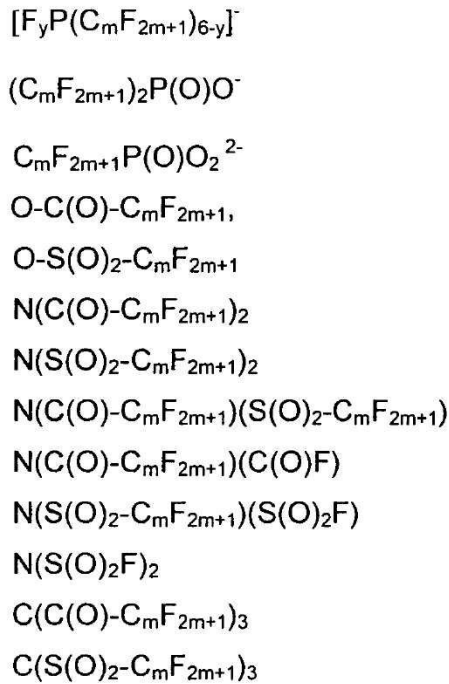 [FyP(CmF2m+1)6-y]-
(CmF2m+1)2P(O)O-
CmF2m+1P(O)O2 2-
O-C(O)-CmF2m+1,
O-S(O)2-CmF2m+1
N(C(O)-CmF2m+1)2
N(S(O)2-CmF2m+1)2
N(C(O)-CmF2m+1)(S(O)2-CmF2m+1)
N(C(O)-CmF2m+1)(C(O)F)
N(S(O)2-CmF2m+1)(S(O)2F)
N(S(O)2F)2
C(C(O)-CmF2m+1)3
C(S(O)2-CmF2m+1)3